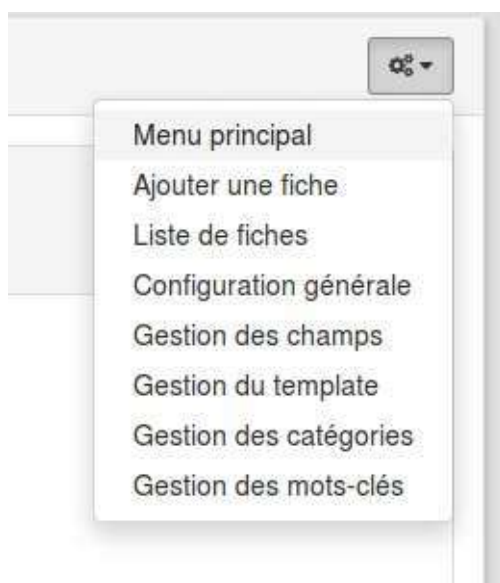 Menu principal
Ajouter une fiche
Liste de fiches
Configuration générale
Gestion des champs
Gestion du template
Gestion des catégories
Gestion des mots-clés